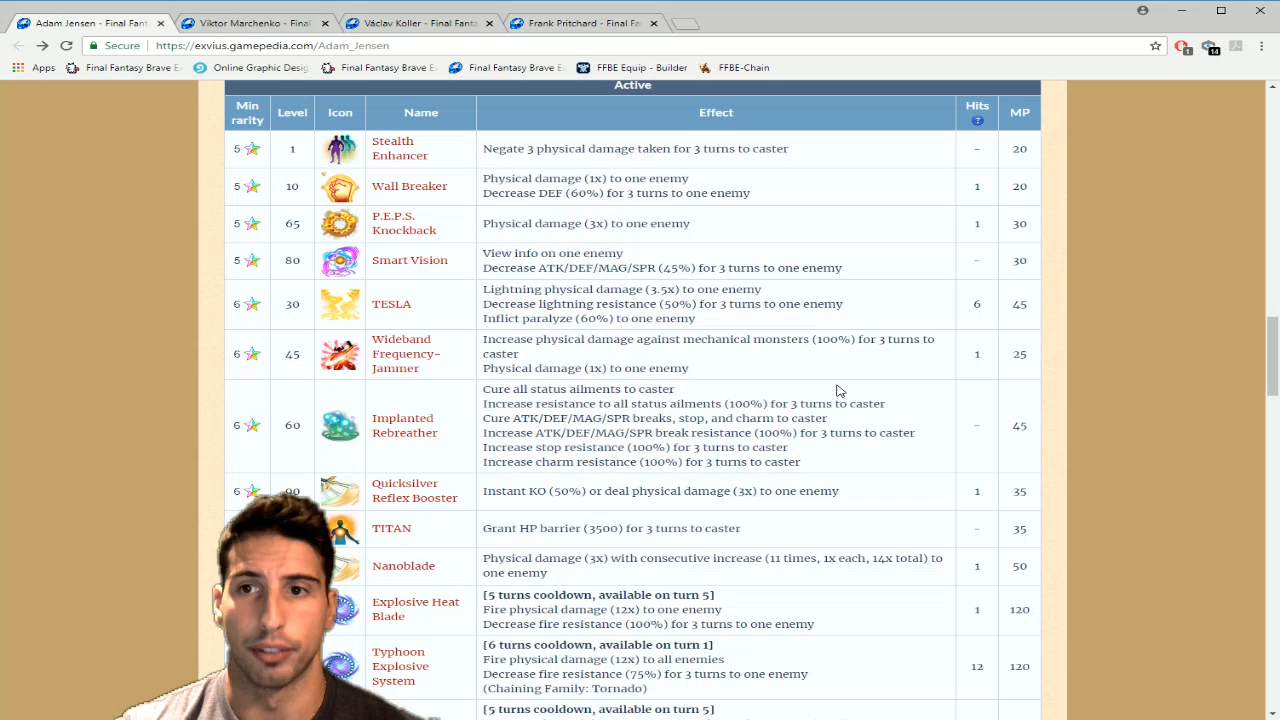 Adam Jensen - Final Fant
Viktor Marchenko - Final
Václav Koller - Final Fanta
Frank Pritchard - Final Fa
Secure
https://exvius.gamepedia.com/Adam_Jensen
1
14
Apps
Final Fantasy Brave E
Online Graphic Desig
Final Fantasy Brave E
Final Fantasy Brave E
FFBE Equip - Builder
FFBE-Chain
Active
Min rarity Level Icon Name Effect Hits ? MP
5 1 Stealth Enhancer Negate 3 physical damage taken for 3 turns to caster - 20
5 10 Wall Breaker Physical damage (1x) to one enemy
Decrease DEF (60%) for 3 turns to one enemy 1 20
5 65 P.E.P.S. Knockback Physical damage (3x) to one enemy 1 30
5 80 Smart Vision View info on one enemy
Decrease ATK/DEF/MAG/SPR (45%) for 3 turns to one enemy - 30
6 30 TESLA Lightning physical damage (3.5x) to one enemy
Decrease lightning resistance (50%) for 3 turns to one enemy
Inflict paralyze (60%) to one enemy 6 45
6 45 Wideband Frequency-Jammer Increase physical damage against mechanical monsters (100%) for 3 turns to
caster
Physical damage (1x) to one enemy 1 25
6 60 Implanted Rebreather Cure all status ailments to caster
Increase resistance to all status ailments (100%) for 3 turns to caster
Cure ATK/DEF/MAG/SPR breaks, stop, and charm to caster
Increase ATK/DEF/MAG/SPR break resistance (100%) for 3 turns to caster
Increase stop resistance (100%) for 3 turns to caster
Increase charm resistance (100%) for 3 turns to caster - 45
6 Quicksilver Reflex Booster Instant KO (50%) or deal physical damage (3x) to one enemy 1 35
TITAN Grant HP barrier (3500) for 3 turns to caster - 35
Nanoblade Physical damage (3x) with consecutive increase (11 times, 1x each, 14x total) to
one enemy 1 50
Explosive Heat Blade [5 turns cooldown, available on turn 5]
Fire physical damage (12x) to one enemy
Decrease fire resistance (100%) for 3 turns to one enemy 1 120
Typhoon Explosive System [6 turns cooldown, available on turn 1]
Fire physical damage (12x) to all enemies
Decrease fire resistance (75%) for 3 turns to one enemy
(Chaining Family: Tornado) 12 120
[5 turns cooldown, available on turn 5]